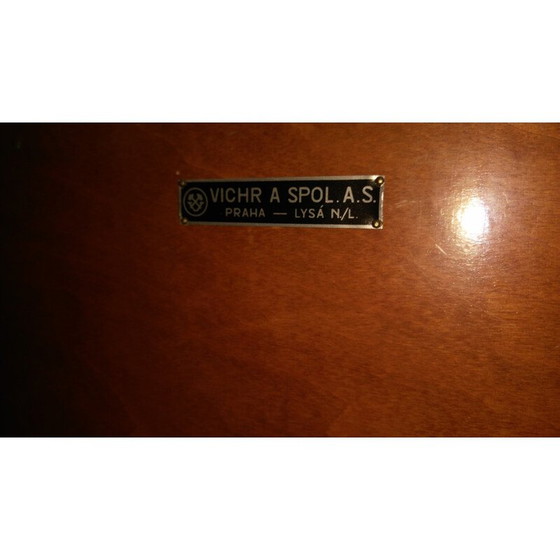 VICHR A SPOL. A.S.
PRAHA — LYSÁ N/L.